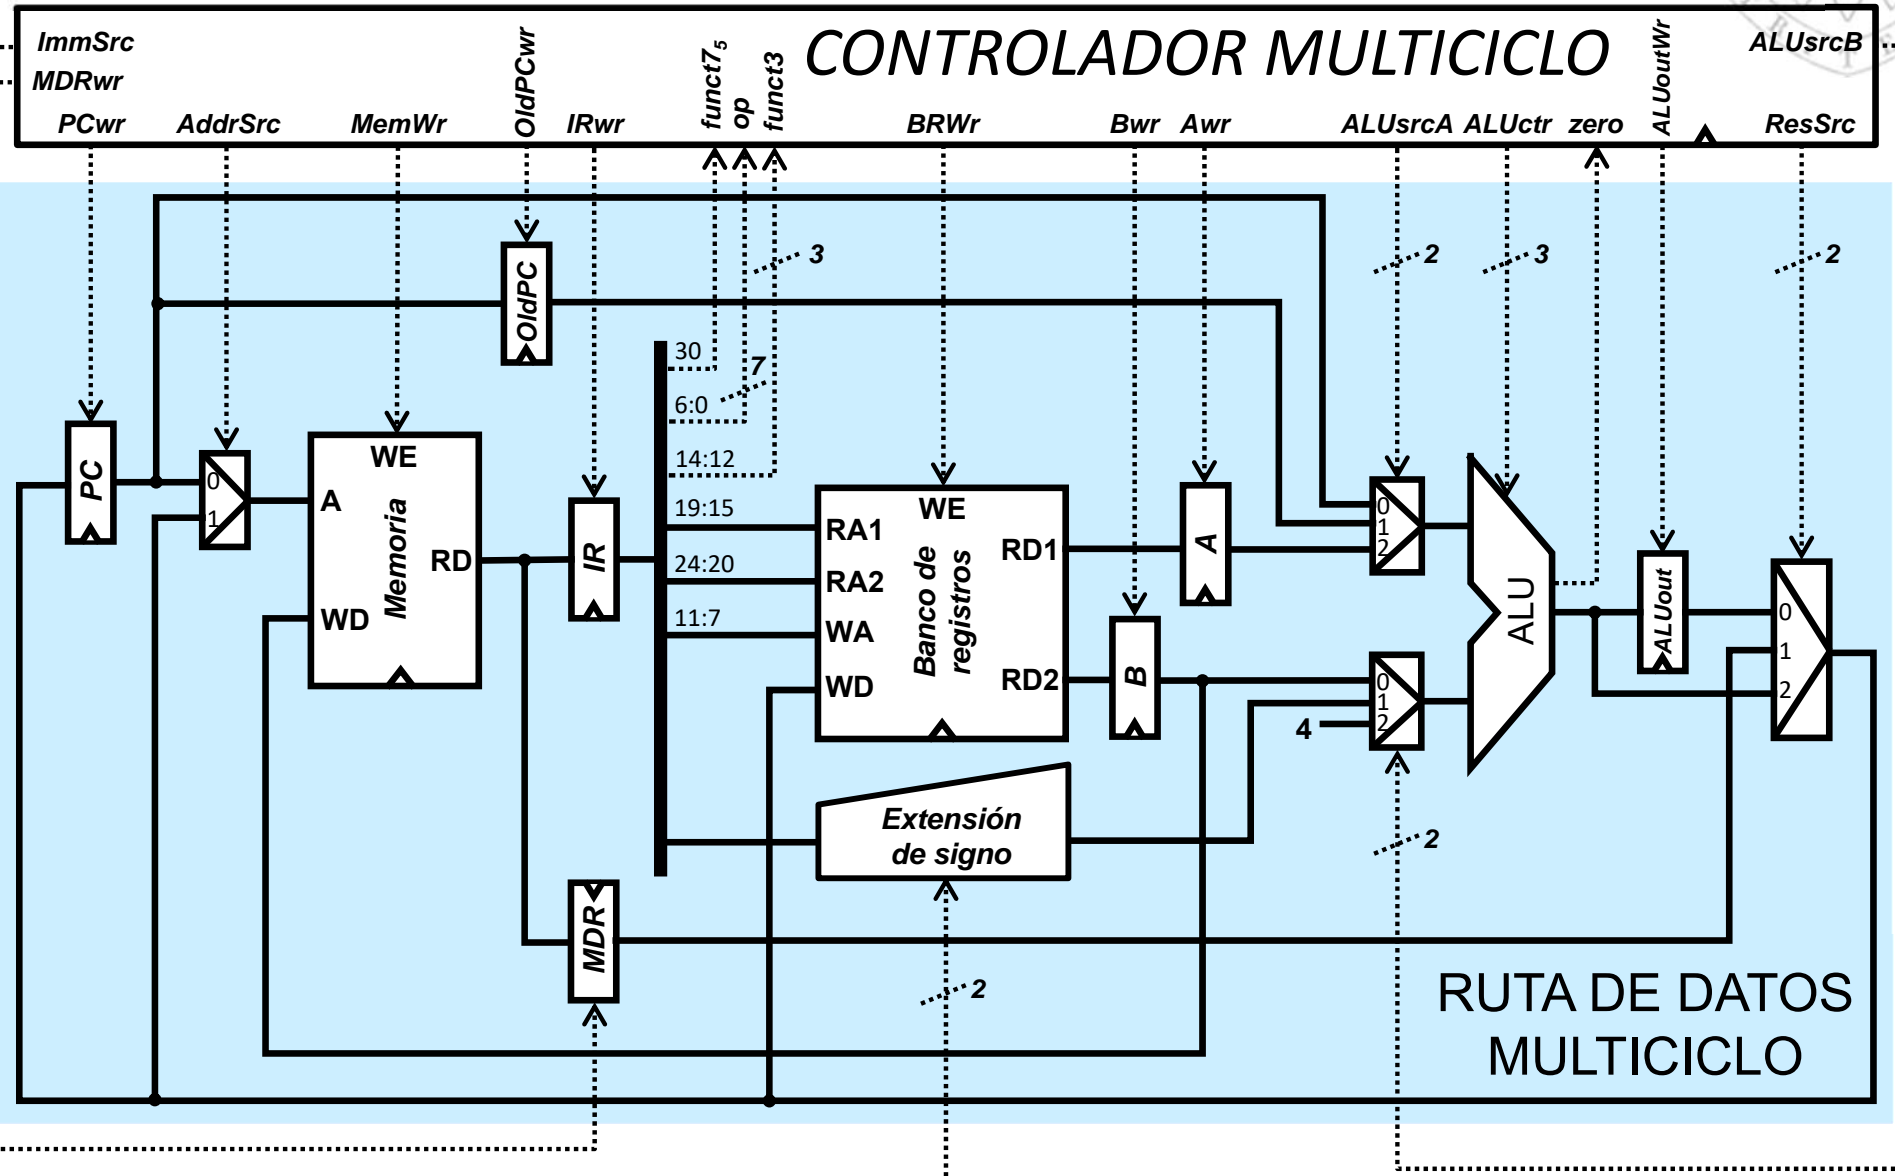 CONTROLADOR MULTICICLO
ImmSrc
MDRwr
PCwr
AddrSrc
MemWr
OldPCwr
IRwr
funct7₅
op
funct3
BRWr
Bwr
Awr
ALUsrcA
ALUctr
zero
ALUoutWr
ALUsrcB
ResSrc
3
2
3
2
OldPC
30
7
6:0
14:12
19:15
24:20
11:7
PC
0
1
WE
A
Memoria
RD
WD
IR
WE
RA1
RA2
WA
WD
Banco de
registros
RD1
RD2
A
B
0
1
2
0
1
2
4
ALU
ALUout
0
1
2
Extensión
de signo
2
MDR
2
RUTA DE DATOS
MULTICICLO